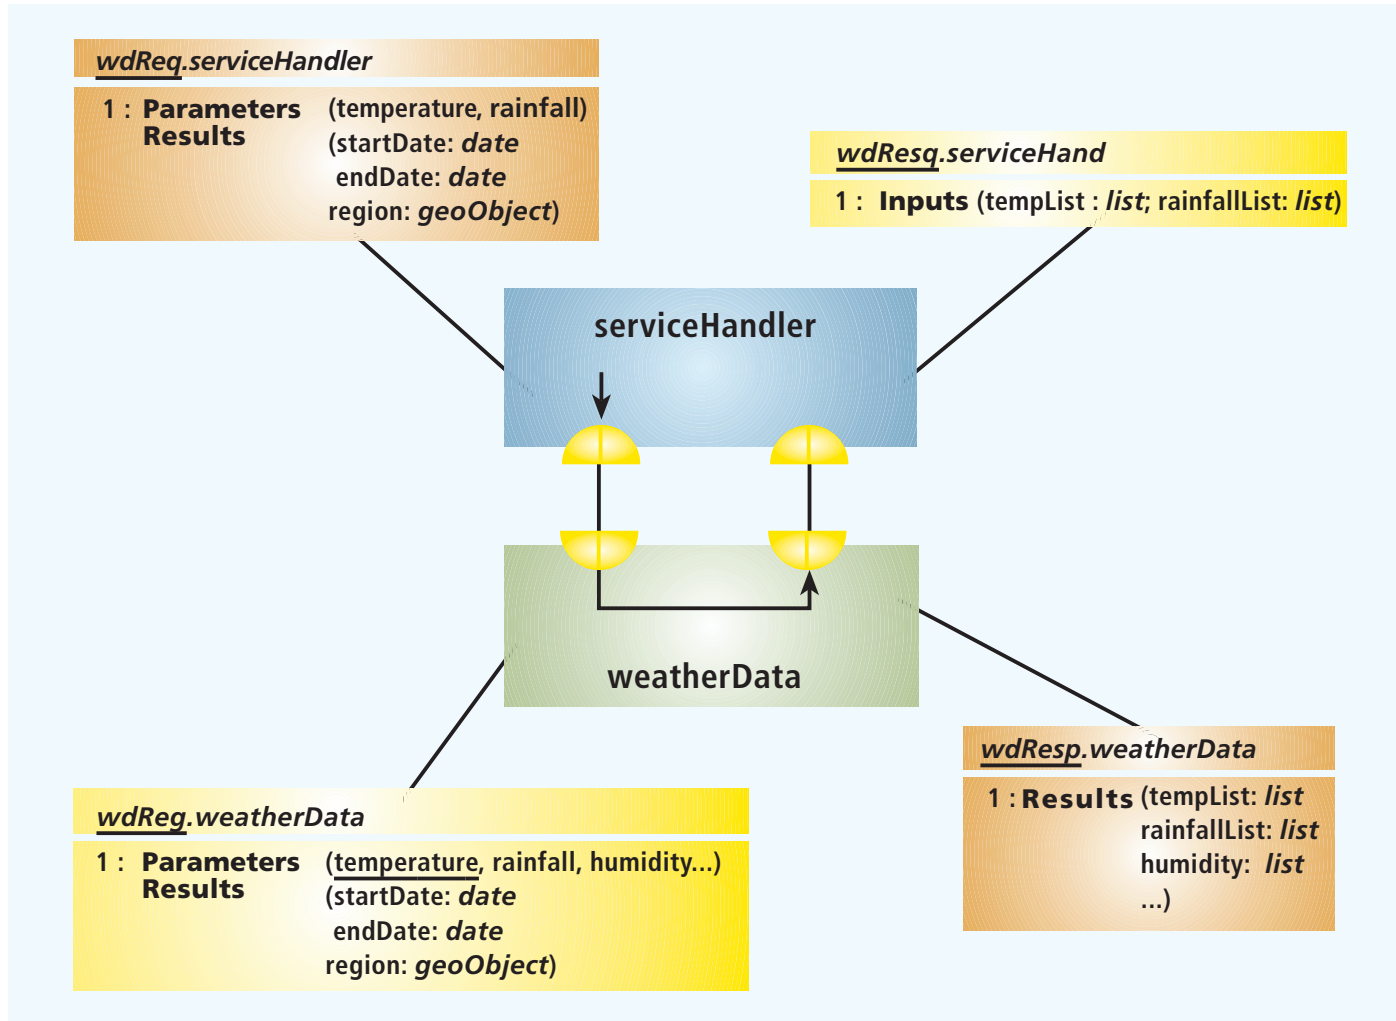 wdReq.serviceHandler
1 : Parameters (temperature, rainfall)
Results (startDate: date
endDate: date
region: geoObject)
wdResq.serviceHand
1 : Inputs (tempList : list; rainfallList: list)
serviceHandler
weatherData
wdReg.weatherData
1 : Parameters (temperature, rainfall, humidity...)
Results (startDate: date
endDate: date
region: geoObject)
wdResp.weatherData
1 : Results (tempList: list
rainfallList: list
humidity: list
...)